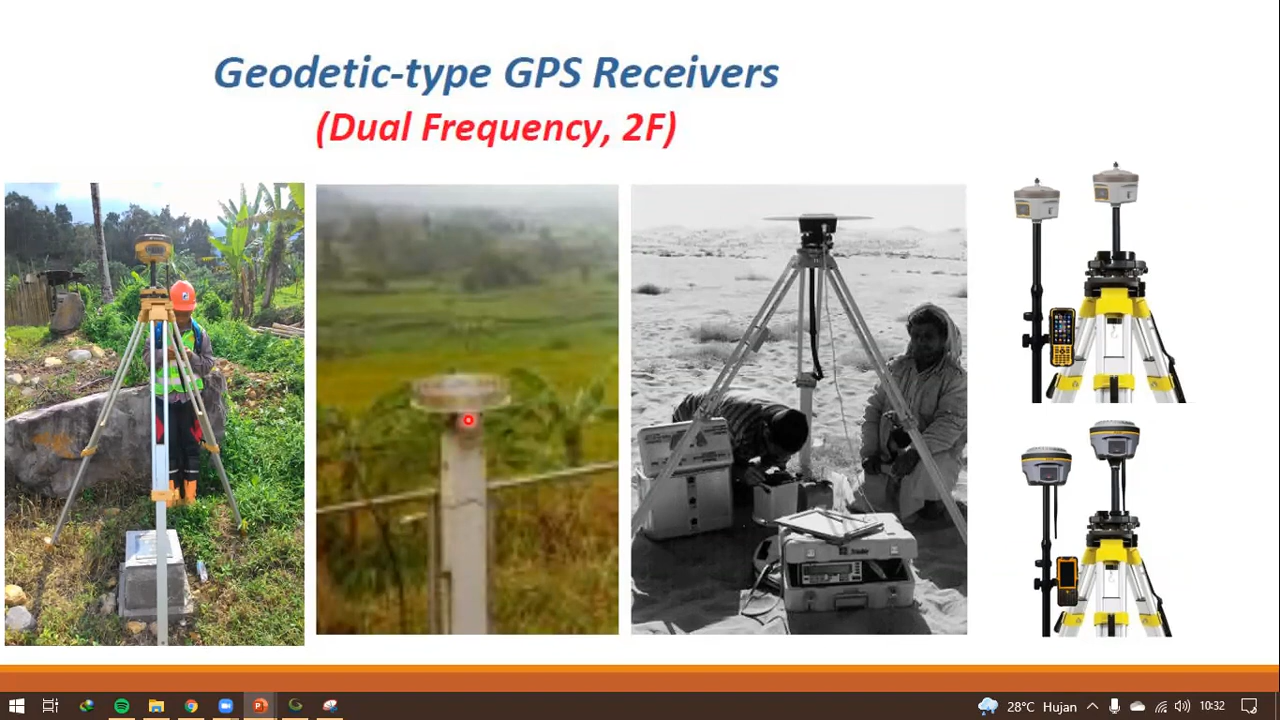 Geodetic-type GPS Receivers
(Dual Frequency, 2F)
28°C Hujan
10:32